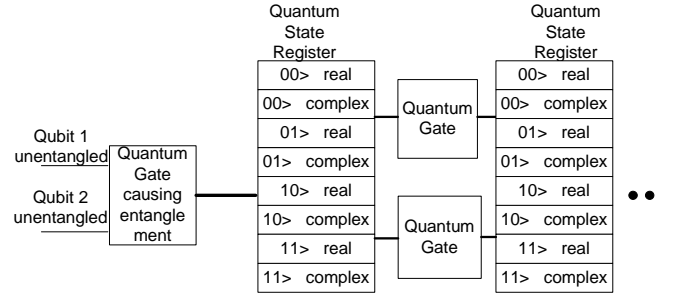 Quantum
State
Register
00> real
00> complex
01> real
01> complex
10> real
10> complex
11> real
11> complex
Qubit 1
unentangled
Qubit 2
unentangled
Quantum
Gate
causing
entangle
ment
Quantum
Gate
Quantum
Gate
Quantum
State
Register
00> real
00> complex
01> real
01> complex
10> real
10> complex
11> real
11> complex